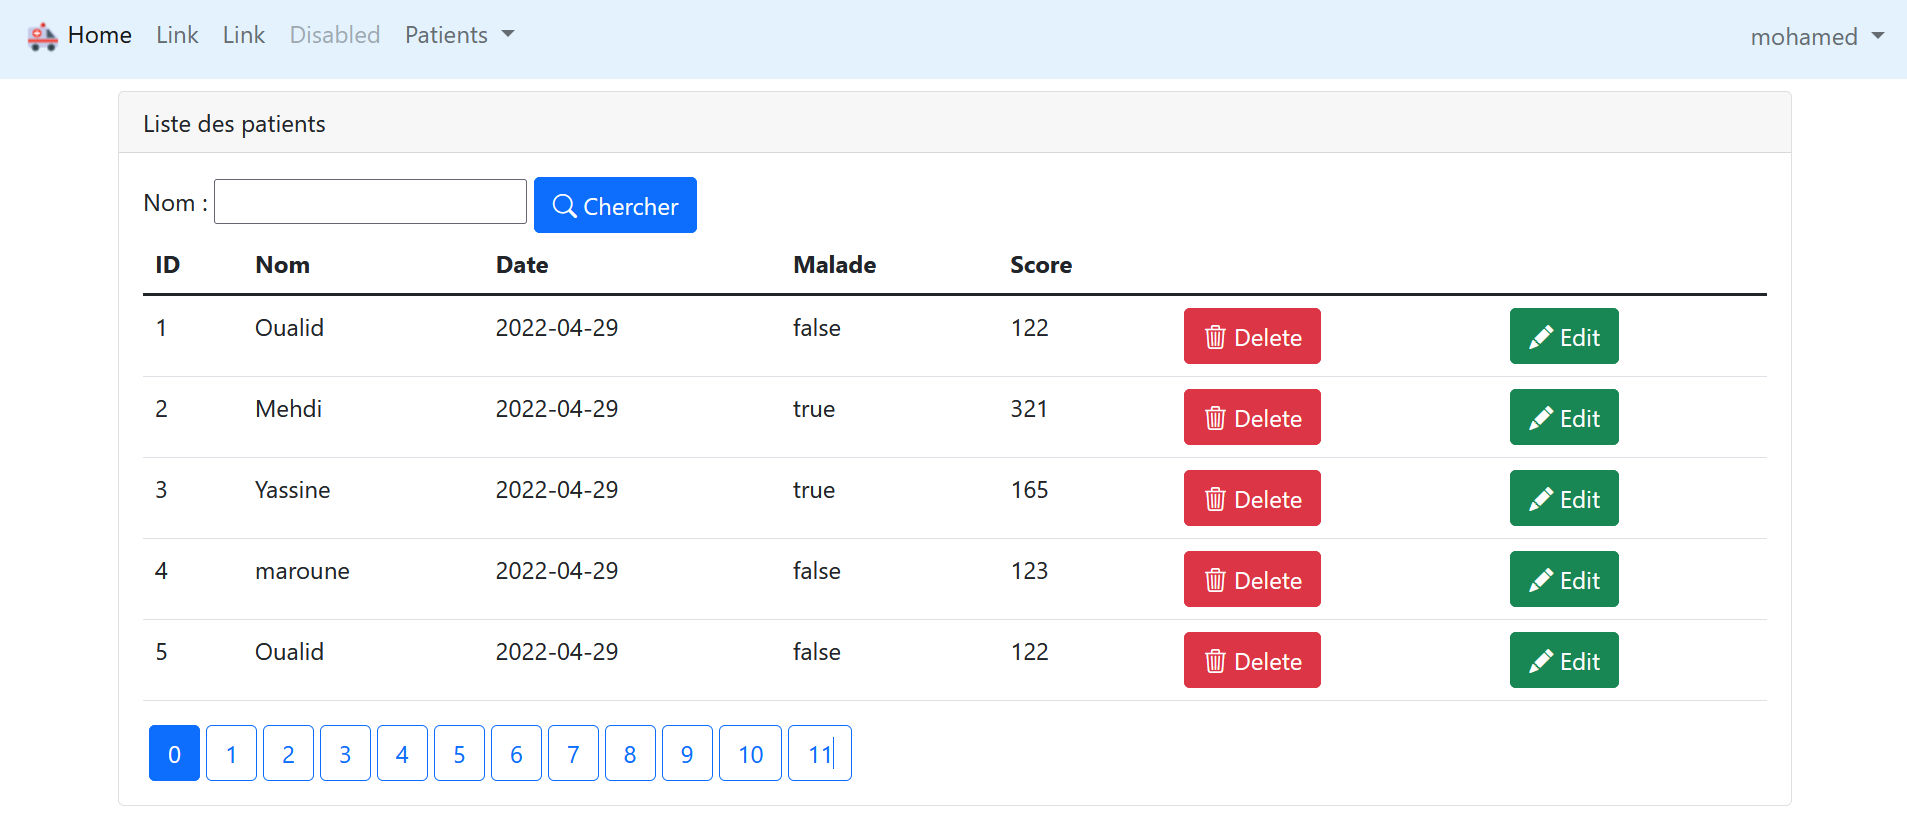 Home Link Link Disabled Patients mohamed
Liste des patients
Nom : Chercher
ID Nom Date Malade Score
1 Oualid 2022-04-29 false 122 Delete Edit
2 Mehdi 2022-04-29 true 321 Delete Edit
3 Yassine 2022-04-29 true 165 Delete Edit
4 maroune 2022-04-29 false 123 Delete Edit
5 Oualid 2022-04-29 false 122 Delete Edit
0 1 2 3 4 5 6 7 8 9 10 11